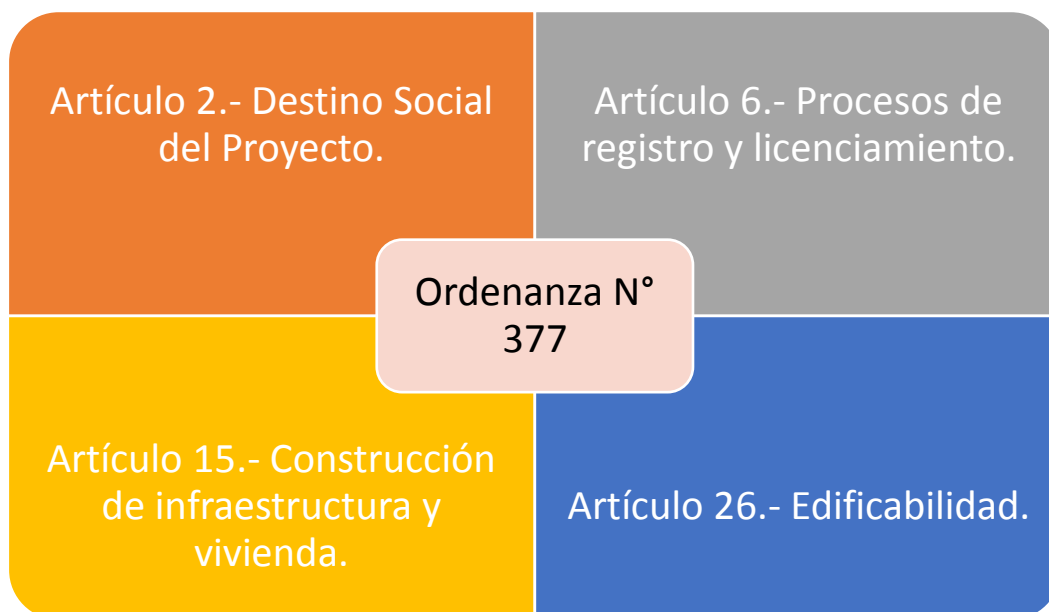 Artículo 2.- Destino Social
del Proyecto.
Artículo 6.- Procesos de
registro y licenciamiento.
Ordenanza N°
377
Artículo 15.- Construcción
de infraestructura y
vivienda.
Artículo 26.- Edificabilidad.